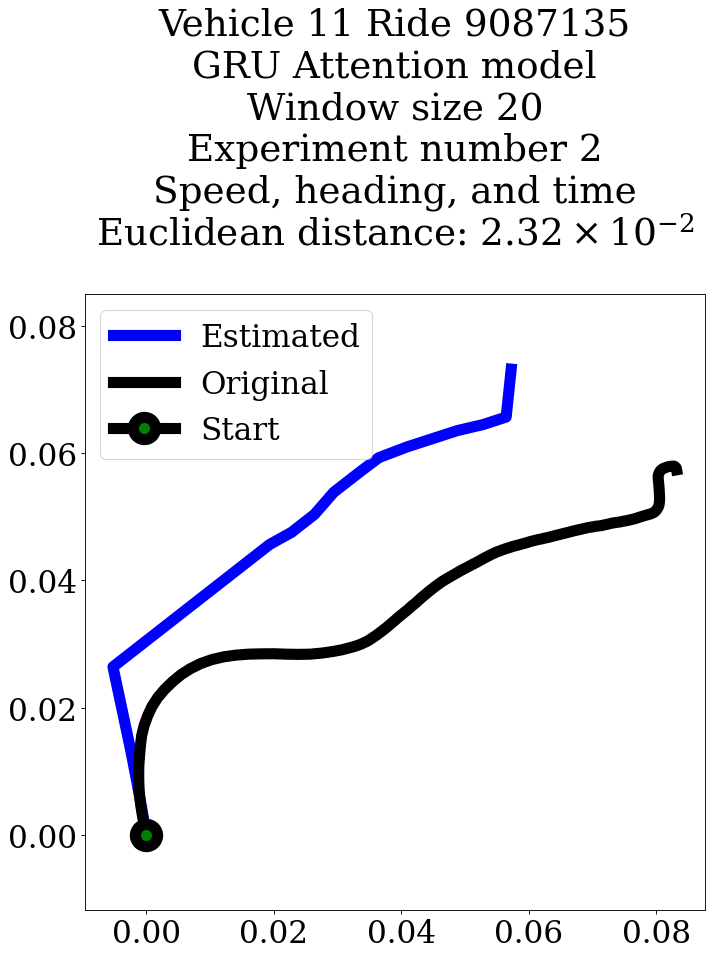 Vehicle 11 Ride 9087135
GRU Attention model
Window size 20
Experiment number 2
Speed, heading, and time
Euclidean distance: 2.32 × 10⁻²
Estimated
Original
Start
0.08
0.06
0.04
0.02
0.00
0.00 0.02 0.04 0.06 0.08